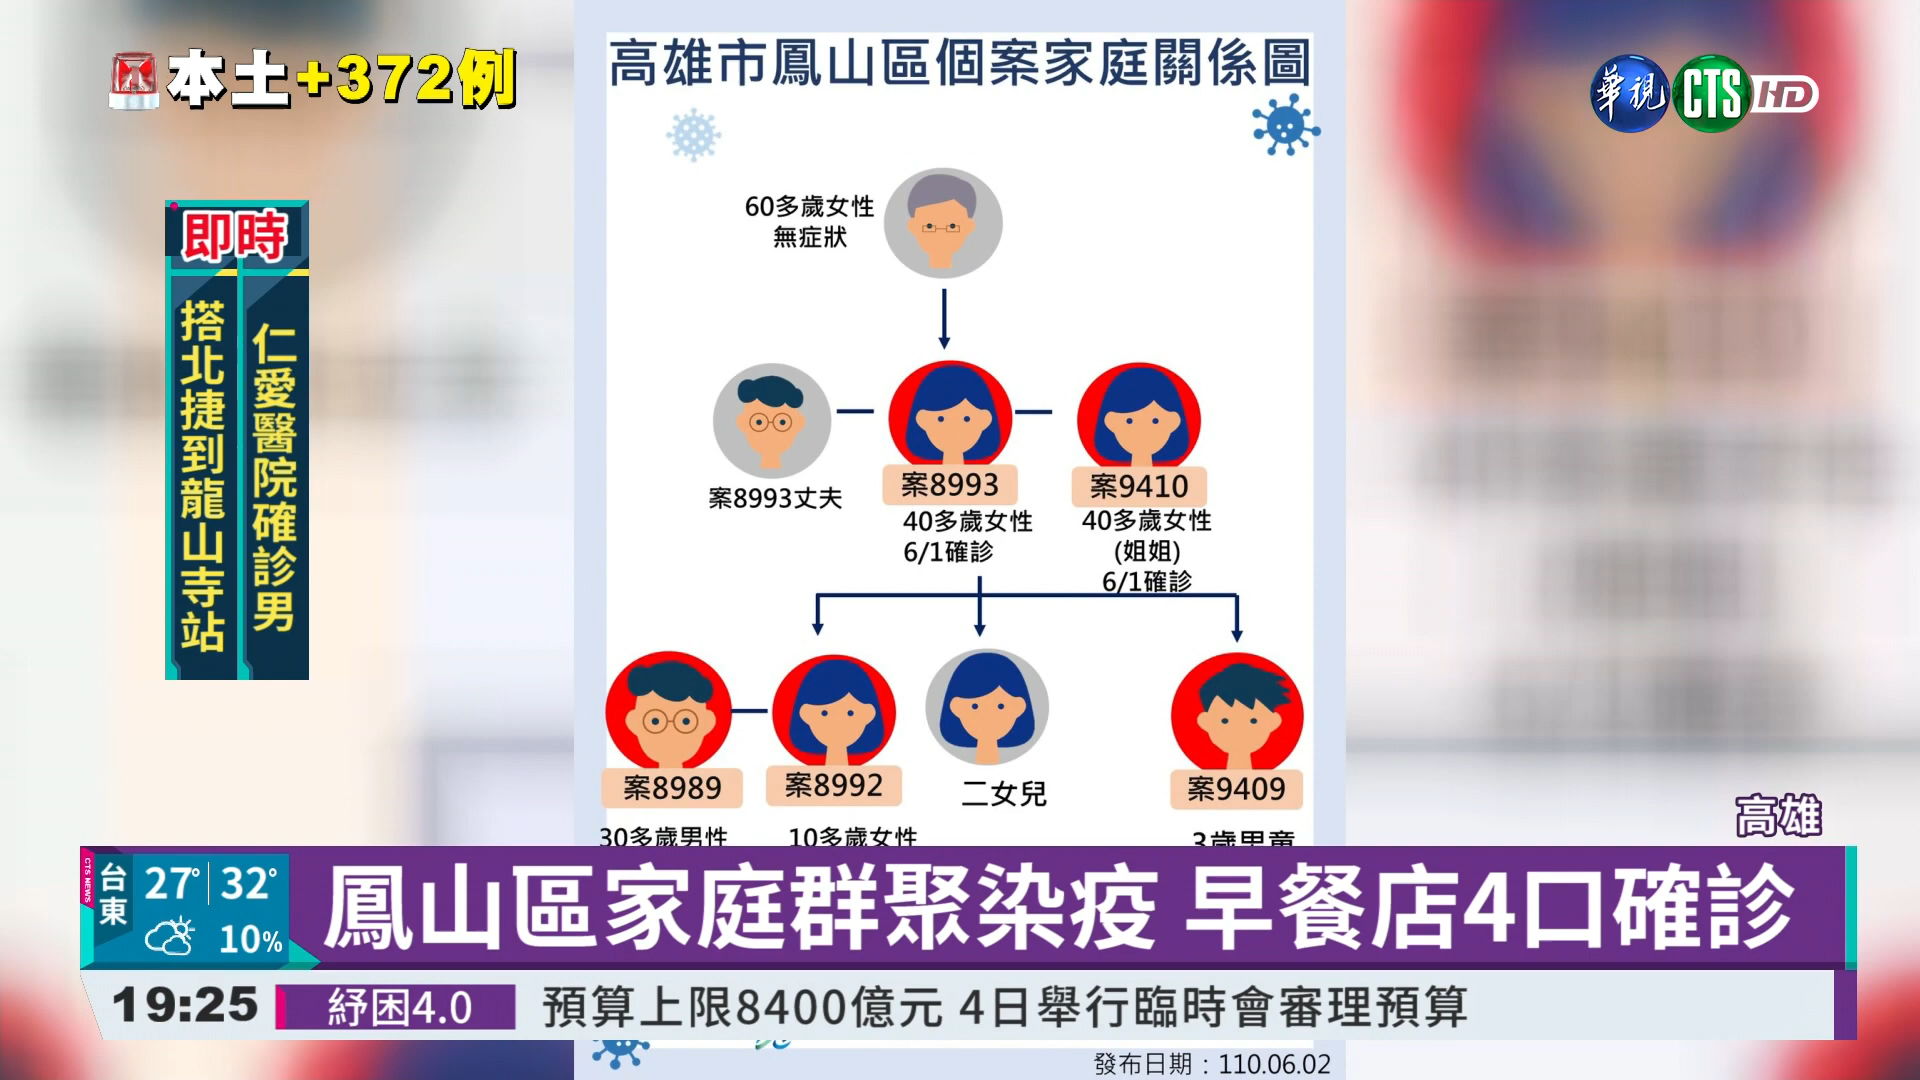 本土+372例
華視 CTS HD
即時
仁愛醫院確診男
搭北捷到龍山寺站
高雄市鳳山區個案家庭關係圖
60多歲女性
無症狀
案8993丈夫
案8993
40多歲女性
6/1確診
案9410
40多歲女性
(姐姐)
6/1確診
案8989
30多歲男性
案8992
10多歲女性
二女兒
案9409
3歲男童
高雄
CTS NEWS
台東
27° 32°
10%
鳳山區家庭群聚染疫 早餐店4口確診
19:25
紓困4.0
預算上限8400億元 4日舉行臨時會審理預算
發布日期：110.06.02